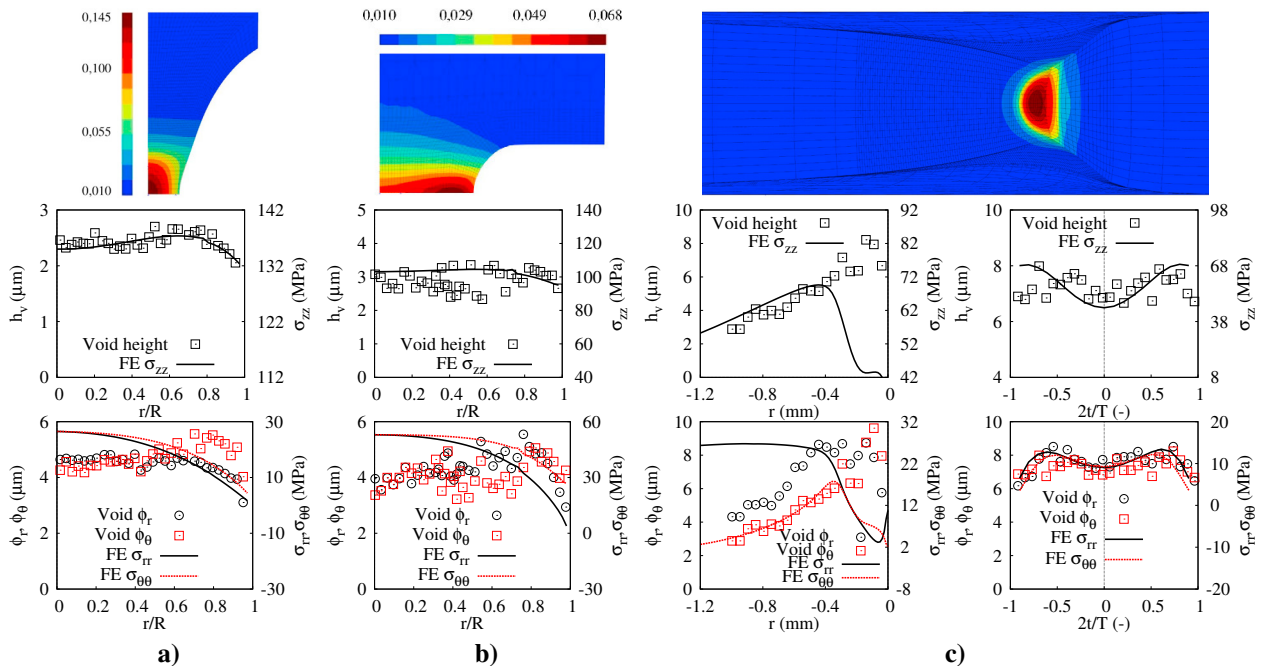 0,145
0,100
0,055
0,010
0,010 0,029 0,049 0,068
3
2
1
0
142
132
122
112
h_v (μm)
σ_zz (MPa)
Void height
FE σ_zz
0 0.2 0.4 0.6 0.8 1
r/R
5
4
3
2
1
0
140
120
100
80
60
40
h_v (μm)
σ_zz (MPa)
Void height
FE σ_zz
0 0.2 0.4 0.6 0.8 1
r/R
10
8
6
4
2
0
92
82
72
62
52
42
h_v (μm)
σ_zz (MPa)
Void height
FE σ_zz
-1.2 -0.8 -0.4 0
r (mm)
10
8
6
4
98
68
38
8
h_v (μm)
σ_zz (MPa)
Void height
FE σ_zz
-1 -0.5 0 0.5 1
2t/T (-)
6
4
2
0
30
10
-10
-30
ϕ_r, ϕ_θ (μm)
σ_rr,σ_θθ (MPa)
Void ϕ_r
Void ϕ_θ
FE σ_rr
FE σ_θθ
0 0.2 0.4 0.6 0.8 1
r/R
6
4
2
0
60
30
0
-30
ϕ_r, ϕ_θ (μm)
σ_rr,σ_θθ (MPa)
Void ϕ_r
Void ϕ_θ
FE σ_rr
FE σ_θθ
0 0.2 0.4 0.6 0.8 1
r/R
10
8
6
4
2
0
32
22
12
2
-8
ϕ_r, ϕ_θ (μm)
σ_rr,σ_θθ (MPa)
Void ϕ_r
Void ϕ_θ
FE σ_rr
FE σ_θθ
-1.2 -0.8 -0.4 0
r (mm)
10
8
6
4
2
0
20
10
0
-10
-20
ϕ_r, ϕ_θ (μm)
σ_rr,σ_θθ (MPa)
Void ϕ_r
Void ϕ_θ
FE σ_rr
FE σ_θθ
-1 -0.5 0 0.5 1
2t/T (-)
a) b) c)